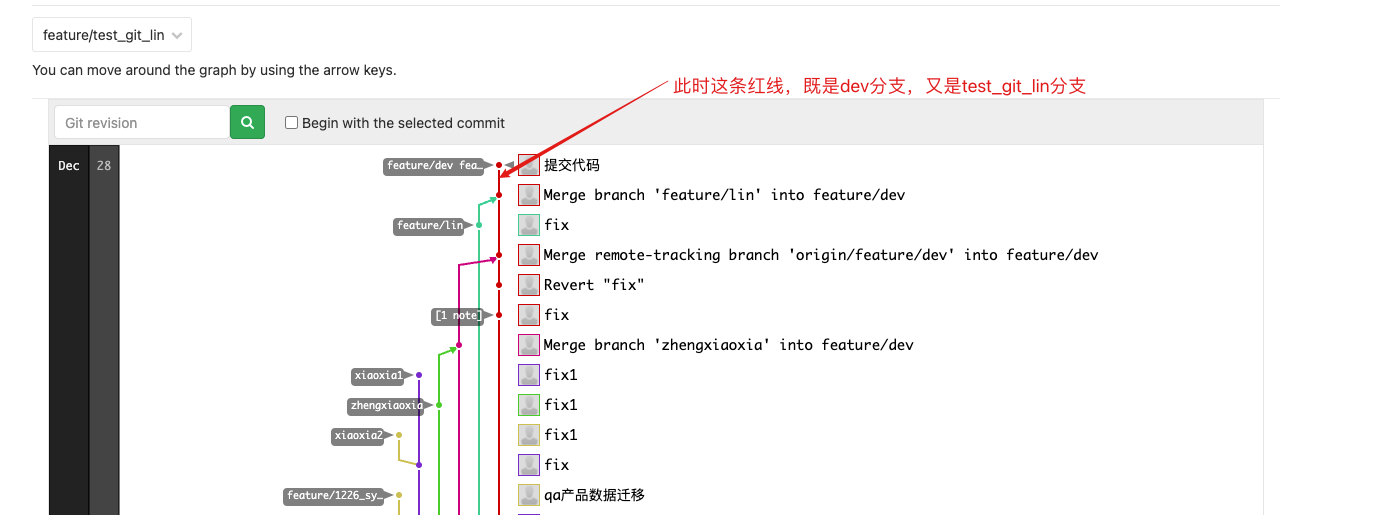 feature/test_git_lin
You can move around the graph by using the arrow keys.
此时这条红线，既是dev分支，又是test_git_lin分支
Git revision
Begin with the selected commit
Dec 28 feature/dev fea… 提交代码
Merge branch 'feature/lin' into feature/dev
feature/lin fix
Merge remote-tracking branch 'origin/feature/dev' into feature/dev
Revert "fix"
[1 note] fix
Merge branch 'zhengxiaoxia' into feature/dev
xiaoxia1 fix1
zhengxiaoxia fix1
xiaoxia2 fix1
fix
feature/1226_sy… qa产品数据迁移